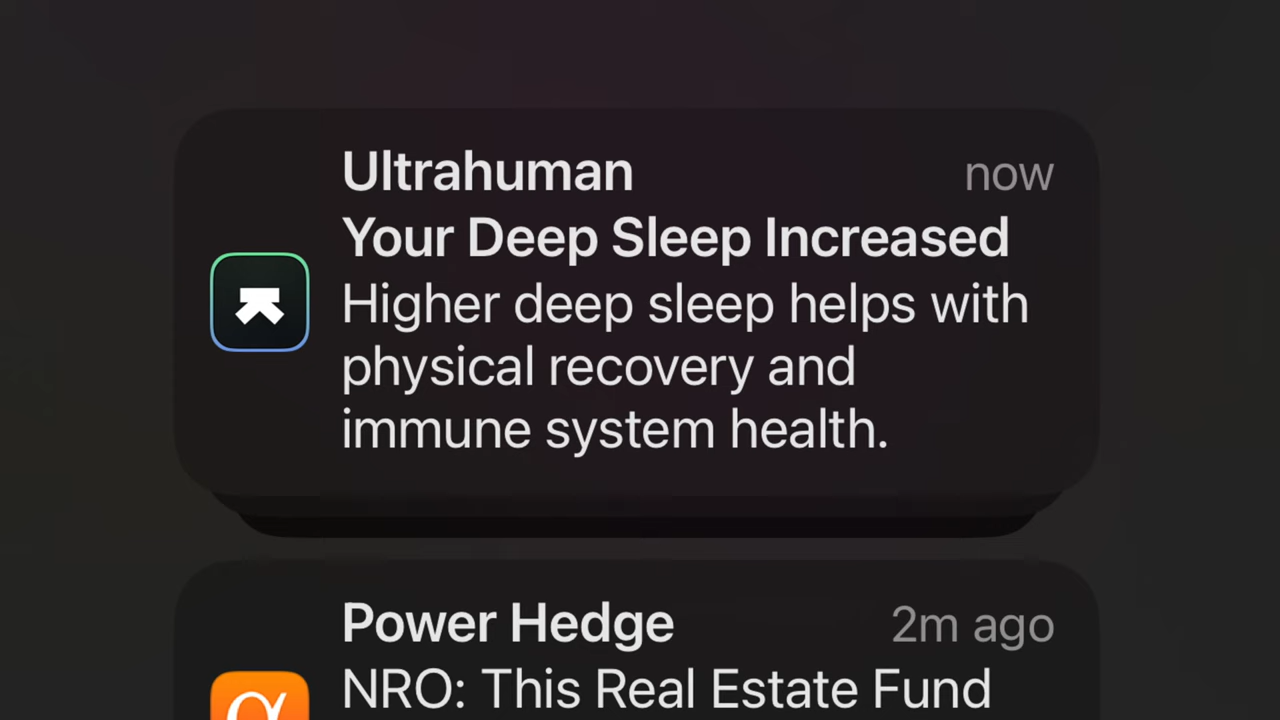 Ultrahuman now
Your Deep Sleep Increased
Higher deep sleep helps with
physical recovery and
immune system health.
Power Hedge 2m ago
NRO: This Real Estate Fund
α